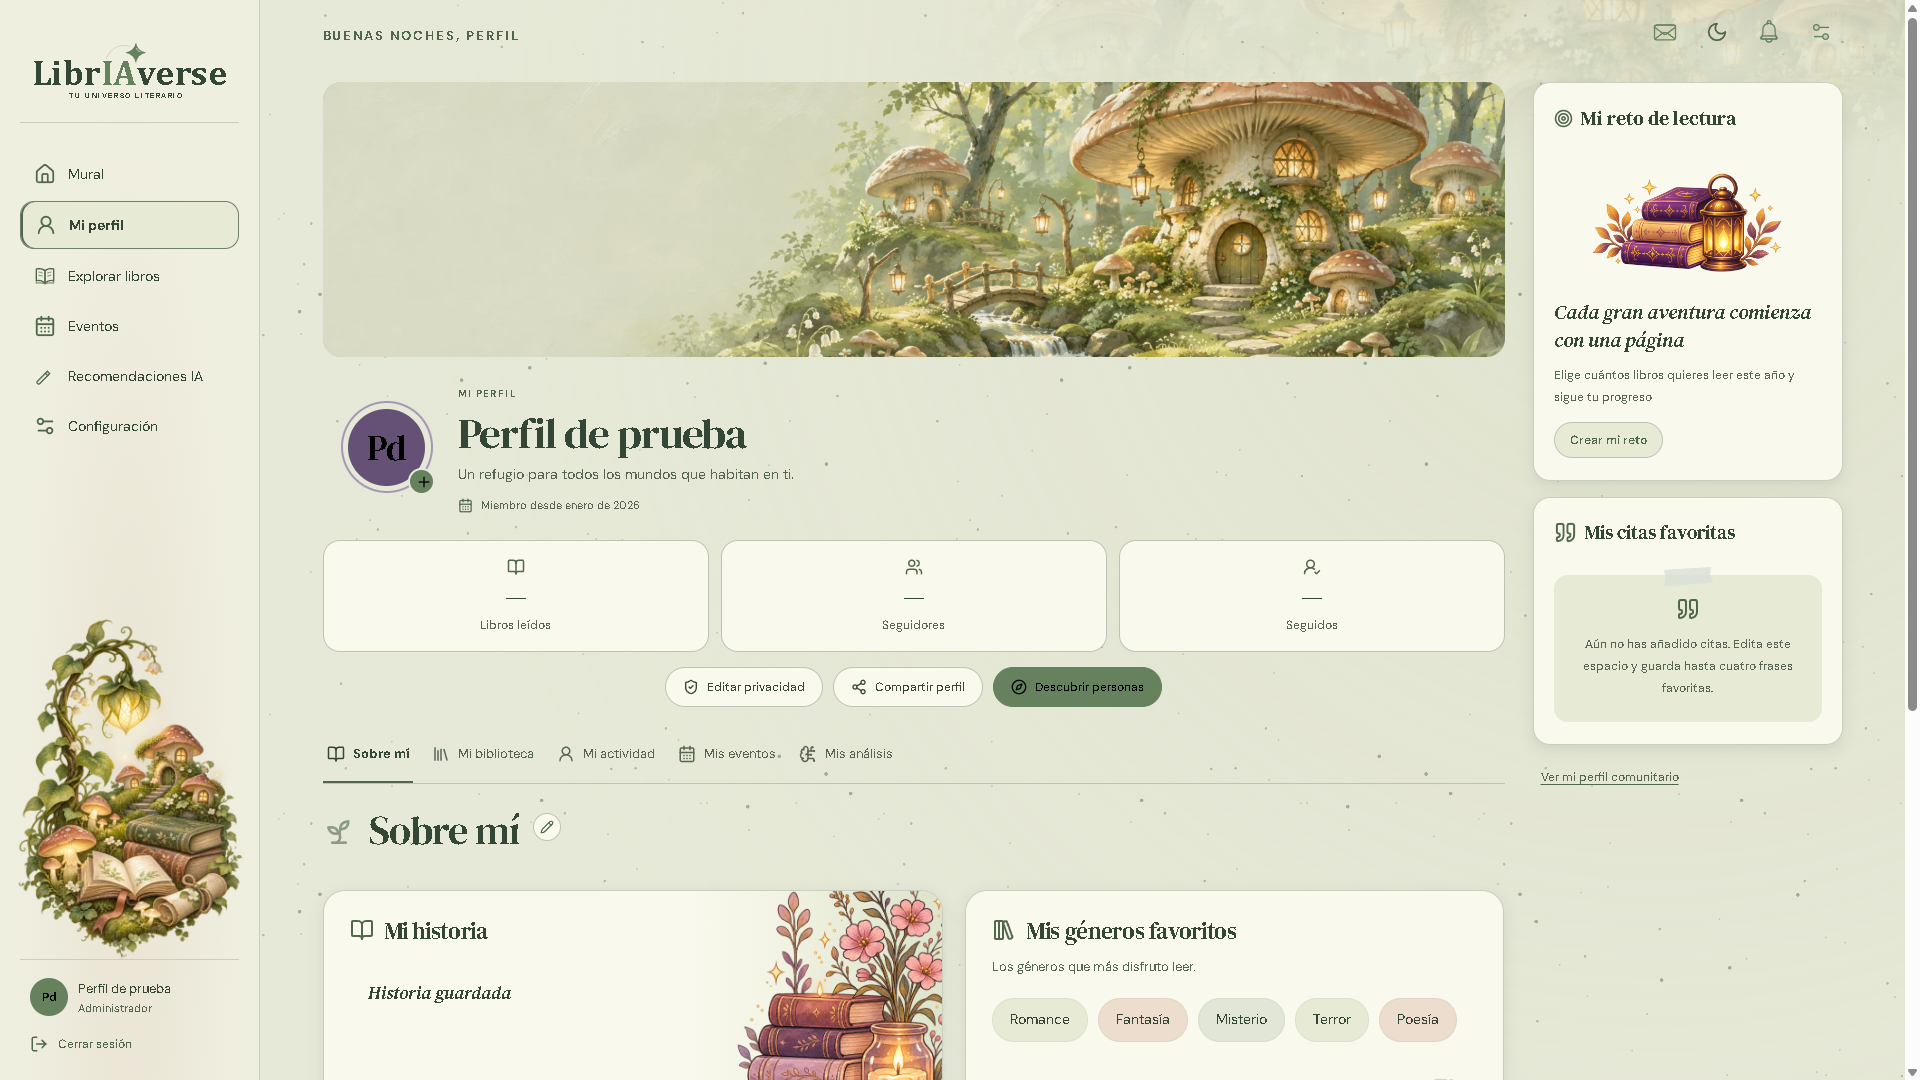 LibrIAverse
TU UNIVERSO LITERARIO
Mural
Mi perfil
Explorar libros
Eventos
Recomendaciones IA
Configuración
Pd
Perfil de prueba
Administrador
Cerrar sesión
BUENAS NOCHES, PERFIL
Pd
MI PERFIL
Perfil de prueba
Un refugio para todos los mundos que habitan en ti.
Miembro desde enero de 2026
—
Libros leídos
—
Seguidores
—
Seguidos
Editar privacidad
Compartir perfil
Descubrir personas
Sobre mí
Mi biblioteca
Mi actividad
Mis eventos
Mis análisis
Sobre mí
Mi historia
Historia guardada
Mis géneros favoritos
Los géneros que más disfruto leer.
Romance
Fantasía
Misterio
Terror
Poesía
Mi reto de lectura
Cada gran aventura comienza
con una página
Elige cuántos libros quieres leer este año y
sigue tu progreso
Crear mi reto
Mis citas favoritas
Aún no has añadido citas. Edita este
espacio y guarda hasta cuatro frases
favoritas.
Ver mi perfil comunitario